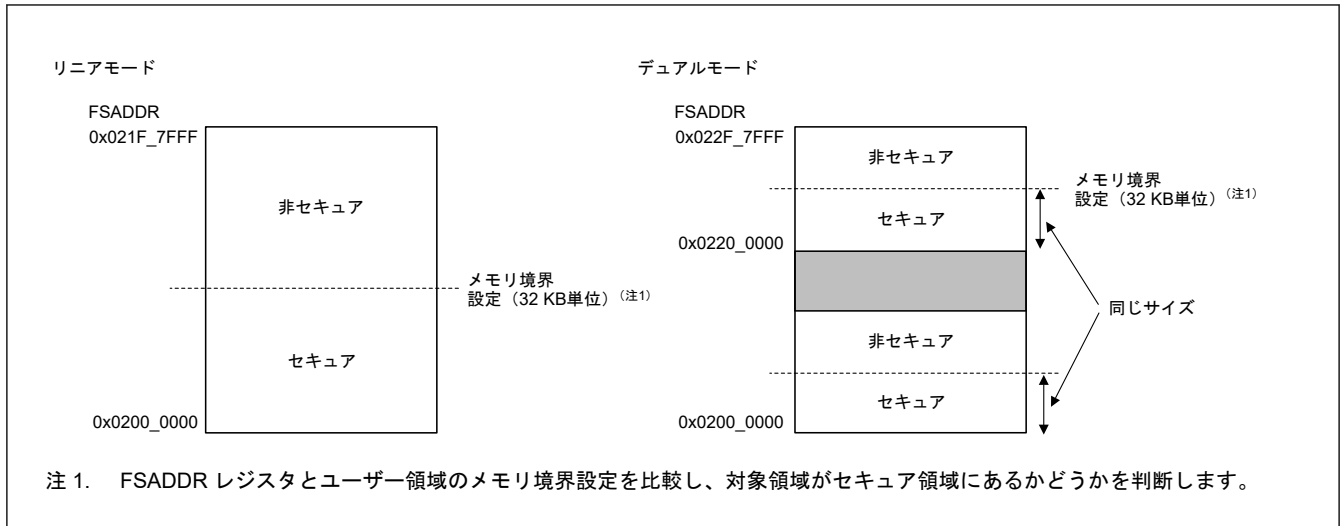 リニアモード
FSADDR
0x021F_7FFF
非セキュア
メモリ境界
設定（32 KB単位）（注1）
セキュア
0x0200_0000
デュアルモード
FSADDR
0x022F_7FFF
非セキュア
メモリ境界
設定（32 KB単位）（注1）
セキュア
0x0220_0000
同じサイズ
非セキュア
セキュア
0x0200_0000
注 1. FSADDR レジスタとユーザー領域のメモリ境界設定を比較し、対象領域がセキュア領域にあるかどうかを判断します。